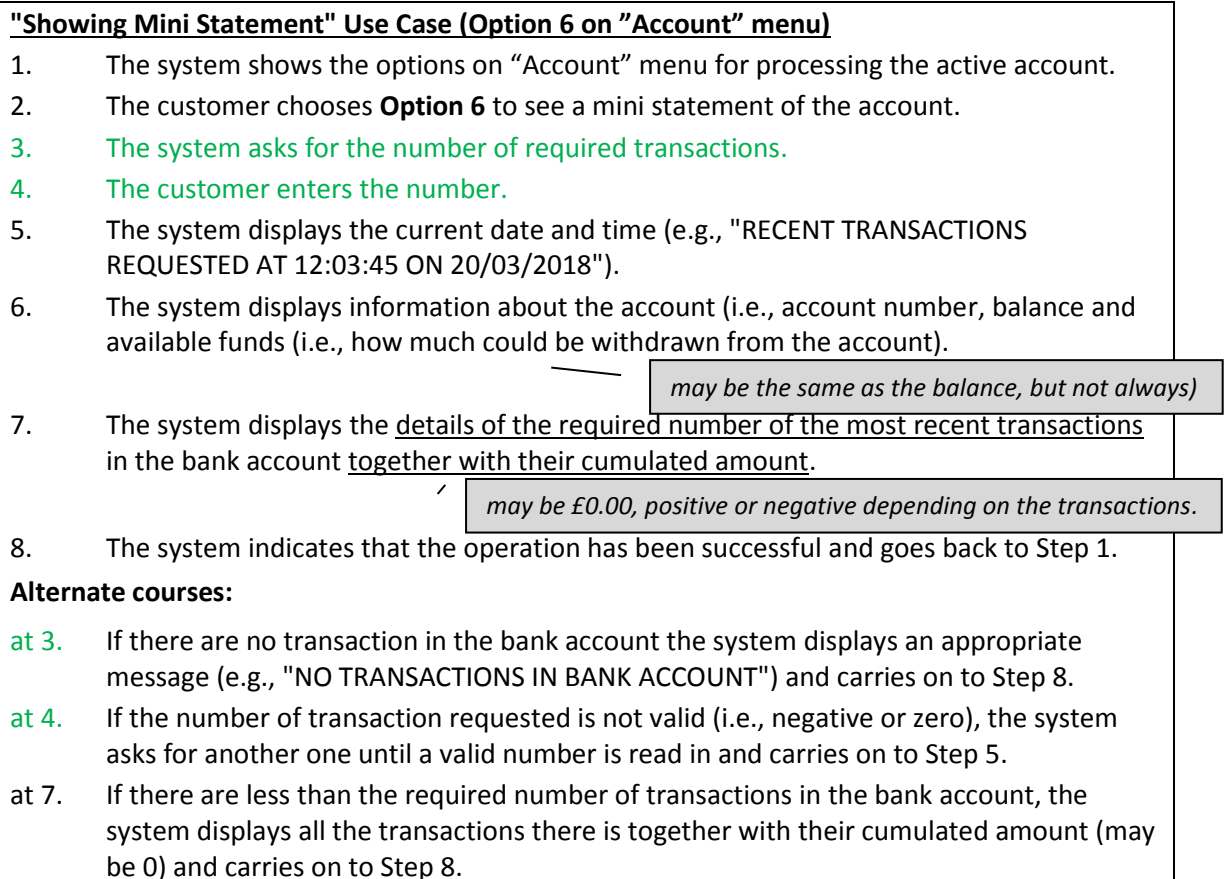 "Showing Mini Statement" Use Case (Option 6 on ”Account” menu)
1. The system shows the options on “Account” menu for processing the active account.
2. The customer chooses Option 6 to see a mini statement of the account.
3. The system asks for the number of required transactions.
4. The customer enters the number.
5. The system displays the current date and time (e.g., "RECENT TRANSACTIONS
REQUESTED AT 12:03:45 ON 20/03/2018").
6. The system displays information about the account (i.e., account number, balance and
available funds (i.e., how much could be withdrawn from the account).
may be the same as the balance, but not always)
7. The system displays the details of the required number of the most recent transactions
in the bank account together with their cumulated amount.
may be £0.00, positive or negative depending on the transactions.
8. The system indicates that the operation has been successful and goes back to Step 1.
Alternate courses:
at 3. If there are no transaction in the bank account the system displays an appropriate
message (e.g., "NO TRANSACTIONS IN BANK ACCOUNT") and carries on to Step 8.
at 4. If the number of transaction requested is not valid (i.e., negative or zero), the system
asks for another one until a valid number is read in and carries on to Step 5.
at 7. If there are less than the required number of transactions in the bank account, the
system displays all the transactions there is together with their cumulated amount (may
be 0) and carries on to Step 8.